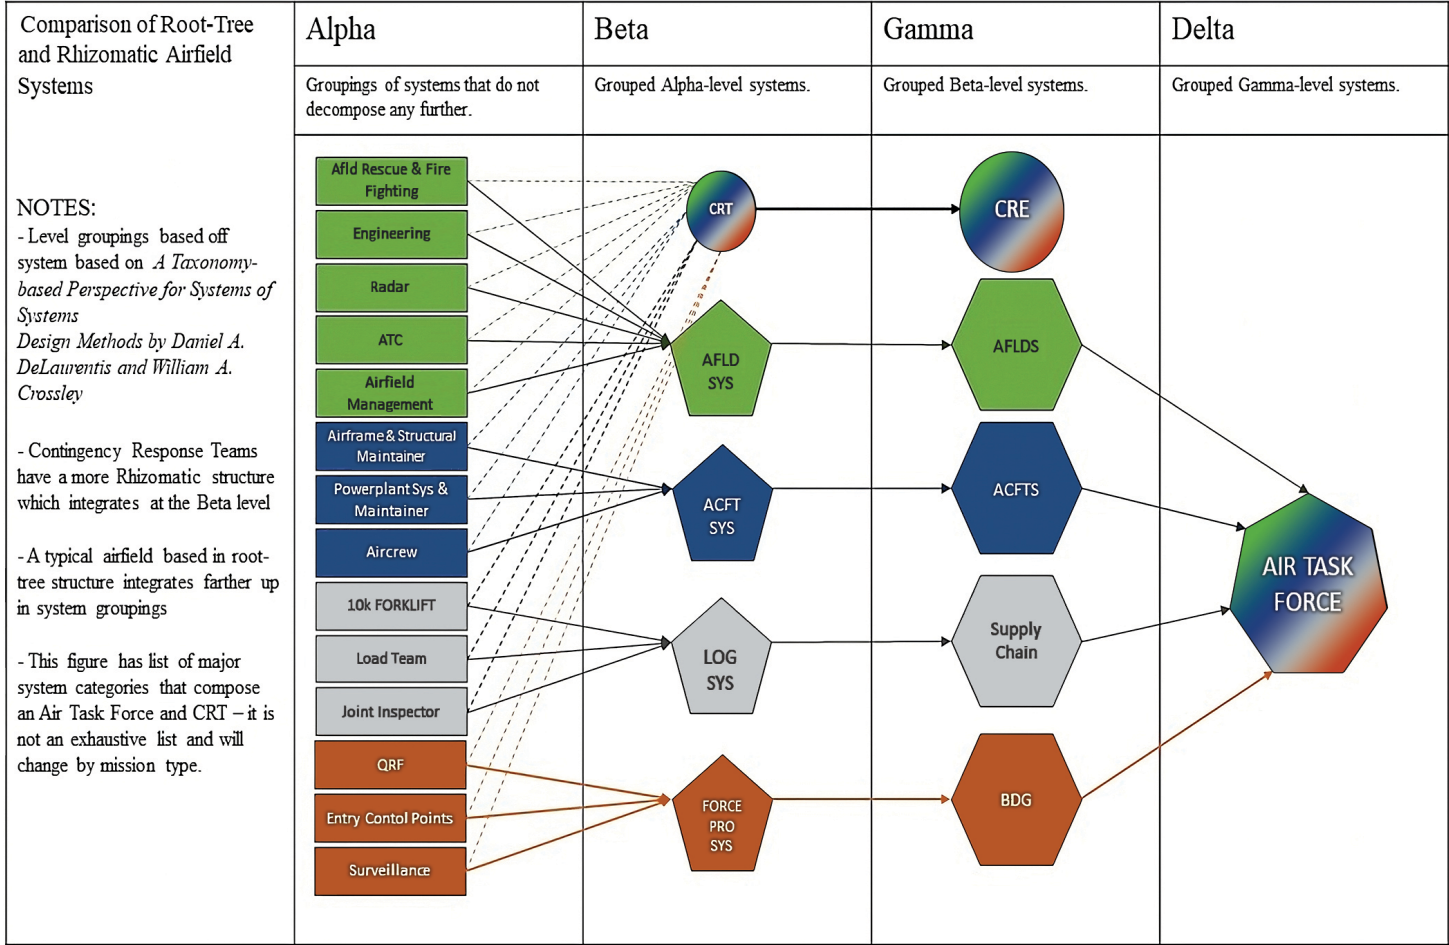 Comparison of Root-Tree
and Rhizomatic Airfield
Systems
NOTES:
- Level groupings based off
system based on A Taxonomy-
based Perspective for Systems of
Systems
Design Methods by Daniel A.
DeLaurentis and William A.
Crossley
- Contingency Response Teams
have a more Rhizomatic structure
which integrates at the Beta level
- A typical airfield based in root-
tree structure integrates farther up
in system groupings
- This figure has list of major
system categories that compose
an Air Task Force and CRT – it is
not an exhaustive list and will
change by mission type.
Alpha
Groupings of systems that do not
decompose any further.
Afld Rescue & Fire
Fighting
Engineering
Radar
ATC
Airfield
Management
Airframe & Structural
Maintainer
Powerplant Sys &
Maintainer
Aircrew
10k FORKLIFT
Load Team
Joint Inspector
QRF
Entry Contol Points
Surveillance
Beta
Grouped Alpha-level systems.
CRT
AFLD
SYS
ACFT
SYS
LOG
SYS
FORCE
PRO
SYS
Gamma
Grouped Beta-level systems.
CRE
AFLDS
ACFTS
Supply
Chain
BDG
Delta
Grouped Gamma-level systems.
AIR TASK
FORCE